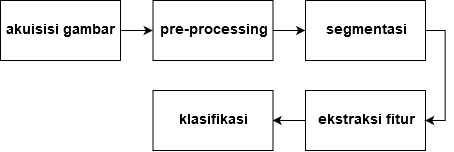 akuisisi gambar
pre-processing
segmentasi
ekstraksi fitur
klasifikasi